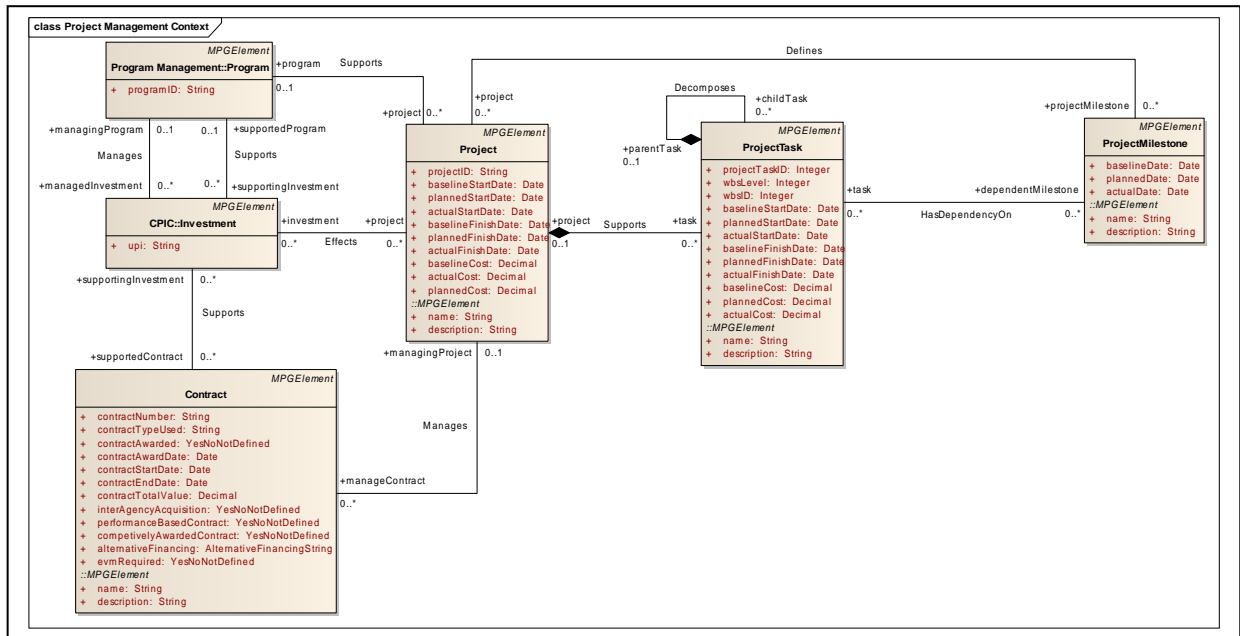 class Project Management Context
MPGElement
Program Management::Program
+ programID: String
+program
Supports
0..1
+project
0..*
Defines
+project
0..*
+projectMilestone
0..*
+managingProgram
0..1
0..1
+supportedProgram
Manages
Supports
+managedInvestment
0..*
0..*
+supportingInvestment
MPGElement
CPIC::Investment
+ upi: String
+investment
+project
0..*
Effects
0..*
+supportingInvestment
0..*
Supports
+supportedContract
0..*
MPGElement
Project
+ projectID: String
+ baselineStartDate: Date
+ plannedStartDate: Date
+ actualStartDate: Date
+ baselineFinishDate: Date
+ plannedFinishDate: Date
+ actualFinishDate: Date
+ baselineCost: Decimal
+ actualCost: Decimal
+ plannedCost: Decimal
::MPGElement
+ name: String
+ description: String
+project
Supports
+task
0..1
0..*
Decomposes
+childTask
0..*
+parentTask
0..1
MPGElement
ProjectTask
+ projectTaskID: Integer
+ wbsLevel: Integer
+ wbsID: Integer
+ baselineStartDate: Date
+ plannedStartDate: Date
+ actualStartDate: Date
+ baselineFinishDate: Date
+ plannedFinishDate: Date
+ actualFinishDate: Date
+ baselineCost: Decimal
+ plannedCost: Decimal
+ actualCost: Decimal
::MPGElement
+ name: String
+ description: String
+task
+dependentMilestone
0..*
HasDependencyOn
0..*
MPGElement
ProjectMilestone
+ baselineDate: Date
+ plannedDate: Date
+ actualDate: Date
::MPGElement
+ name: String
+ description: String
+managingProject
0..1
Manages
+manageContract
0..*
MPGElement
Contract
+ contractNumber: String
+ contractTypeUsed: String
+ contractAwarded: YesNoNotDefined
+ contractAwardDate: Date
+ contractStartDate: Date
+ contractEndDate: Date
+ contractTotalValue: Decimal
+ interAgencyAcquisition: YesNoNotDefined
+ performanceBasedContract: YesNoNotDefined
+ competivelyAwardedContract: YesNoNotDefined
+ alternativeFinancing: AlternativeFinancingString
+ evmRequired: YesNoNotDefined
::MPGElement
+ name: String
+ description: String